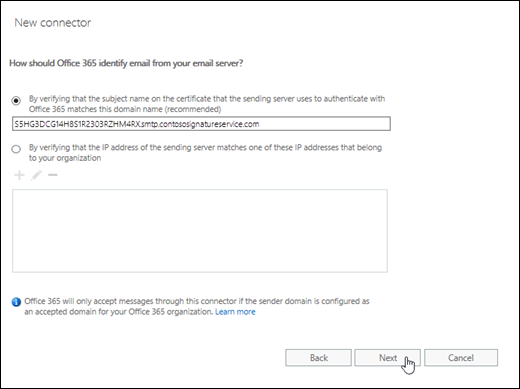 New connector
How should Office 365 identify email from your email server?
By verifying that the subject name on the certificate that the sending server uses to authenticate with
Office 365 matches this domain name (recommended)
S5HG3DCG14H8S1R2303RZHM4RX.smtp.contososignatureservice.com
By verifying that the IP address of the sending server matches one of these IP addresses that belong
to your organization
Office 365 will only accept messages through this connector if the sender domain is configured as
an accepted domain for your Office 365 organization. Learn more
Back Next Cancel